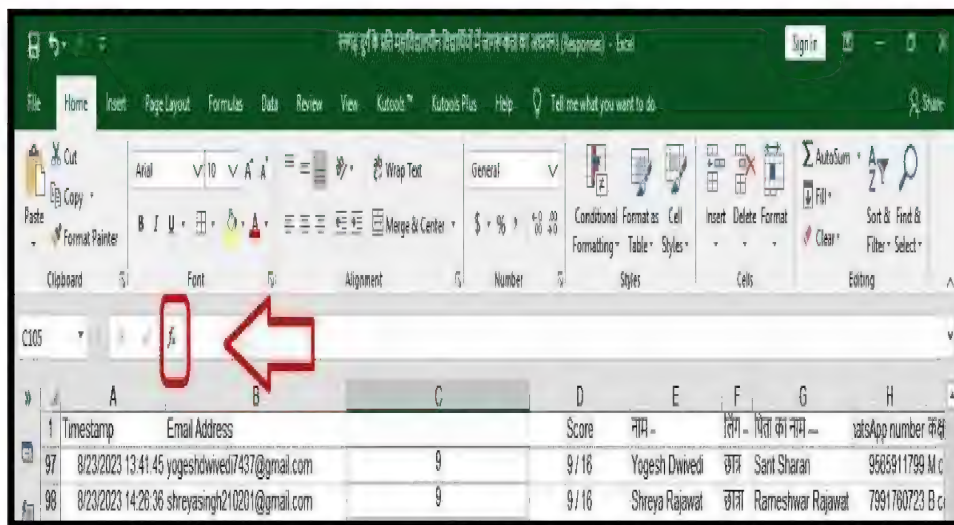 (Responses) - Excel Sign in
File Home Insert Page Layout Formulas Data Review View Kutools™ Kutools Plus Help Tell me what you want to do Share
Cut
Copy
Format Painter
Paste
Arial 10 A A
B I U A
Wrap Text
Merge & Center
General
$ % ,
Conditional Formatting
Format as Table
Cell Styles
Insert Delete Format
AutoSum
Fill
Clear
Sort & Filter
Find & Select
Clipboard Font Alignment Number Styles Cells Editing
C105 fx
A B C D E F G H
1 Timestamp Email Address Score नाम - लिंग - पिता का नाम -- number
97 8/23/2023 13:41:45 yogeshdwivedi7437@gmail.com 9 9 / 16 Yogesh Dwivedi छात्र Sant Sharan 9565911799
98 8/23/2023 14:26:36 shreyasingh210201@gmail.com 9 9 / 16 Shreya Rajawat छात्रा Rameshwar Rajawat 7991760723